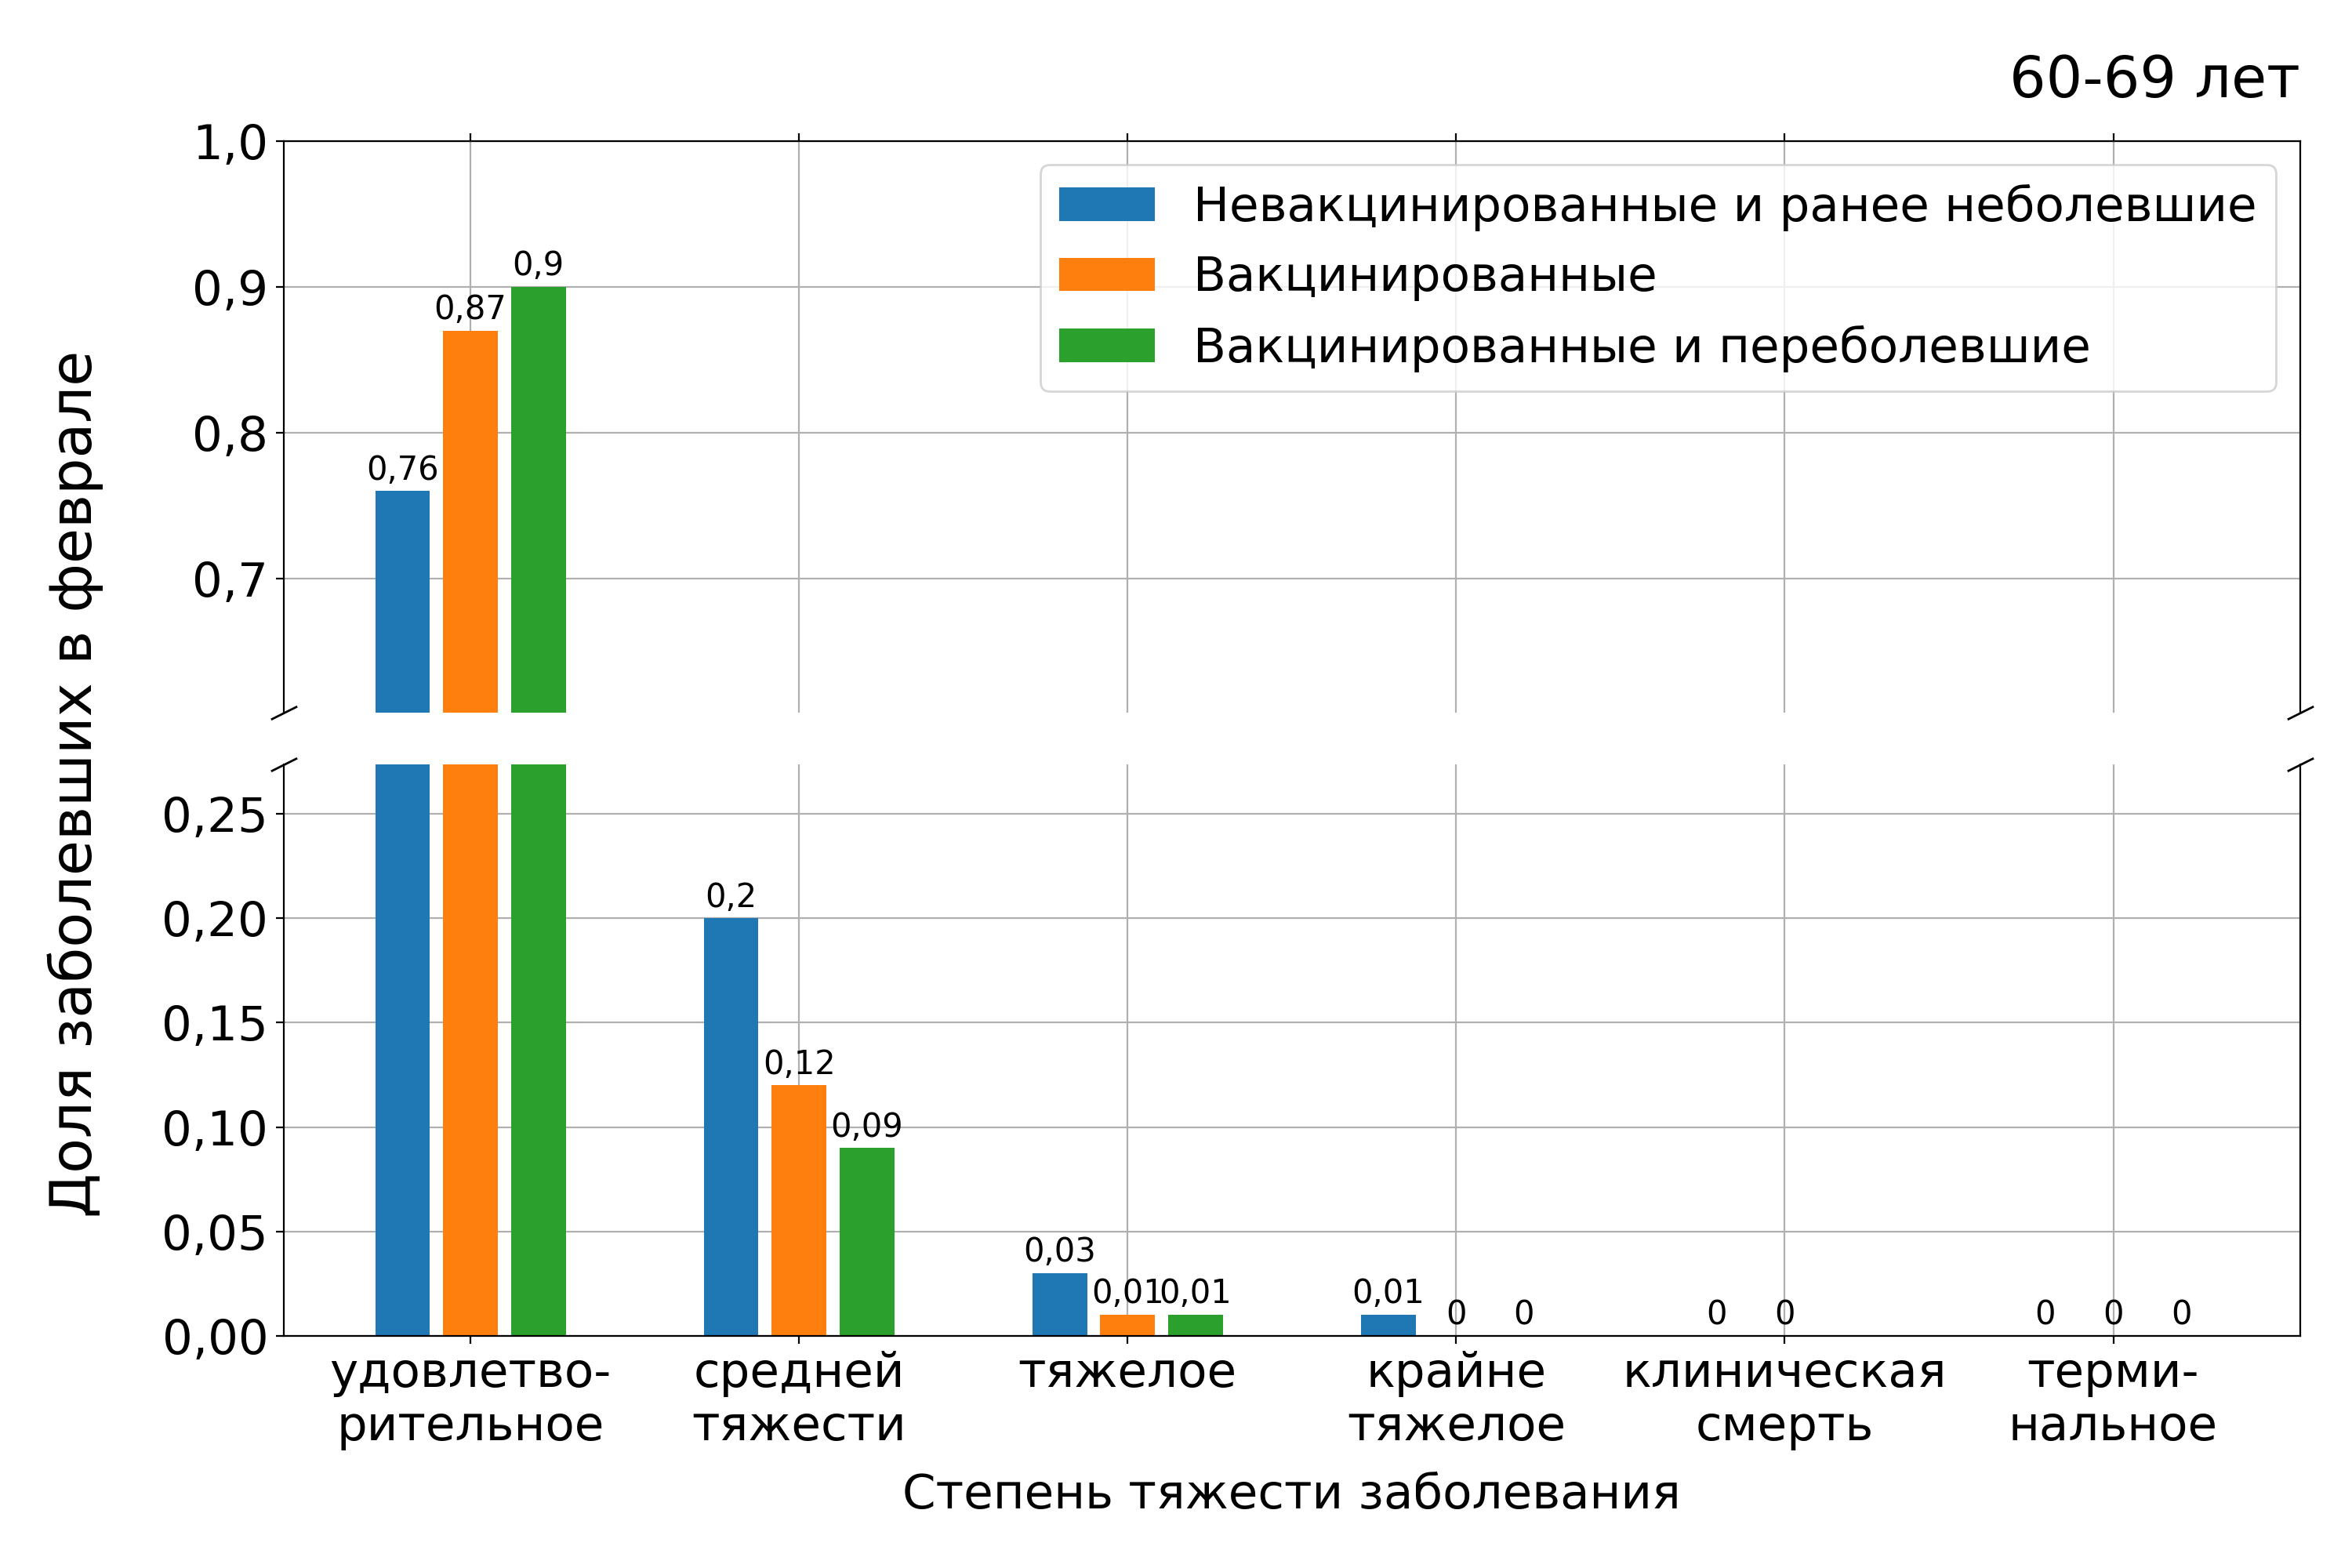 60-69 лет
1,0
0,9
0,8
0,7
0,25
0,20
0,15
0,10
0,05
0,00
Доля заболевших в феврале
Невакцинированные и ранее неболевшие
Вакцинированные
Вакцинированные и переболевшие
0,76
0,87
0,9
0,2
0,12
0,09
0,03
0,01
0,01
0,01
0
0
0
0
0
0
0
удовлетво-
рительное
средней
тяжести
тяжелое
крайне
тяжелое
клиническая
смерть
терми-
нальное
Степень тяжести заболевания